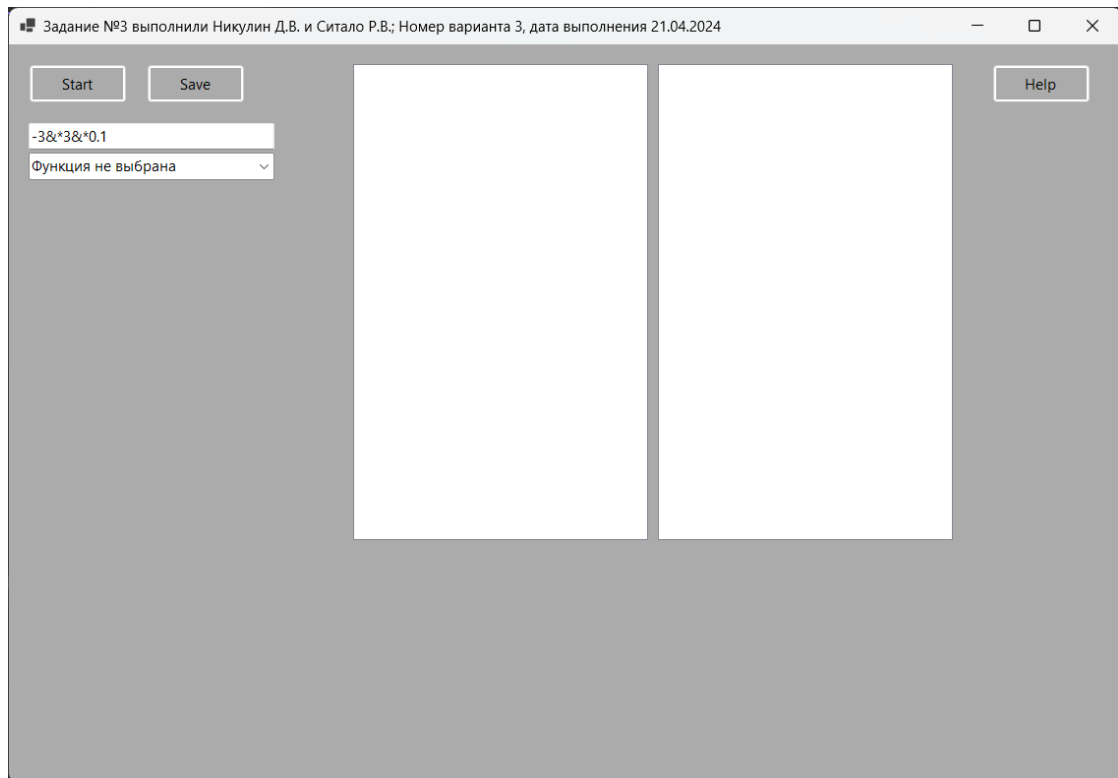 Задание №3 выполнили Никулин Д.В. и Ситало Р.В.; Номер варианта 3, дата выполнения 21.04.2024
Start Save Help
-3&*3&*0.1
Функция не выбрана